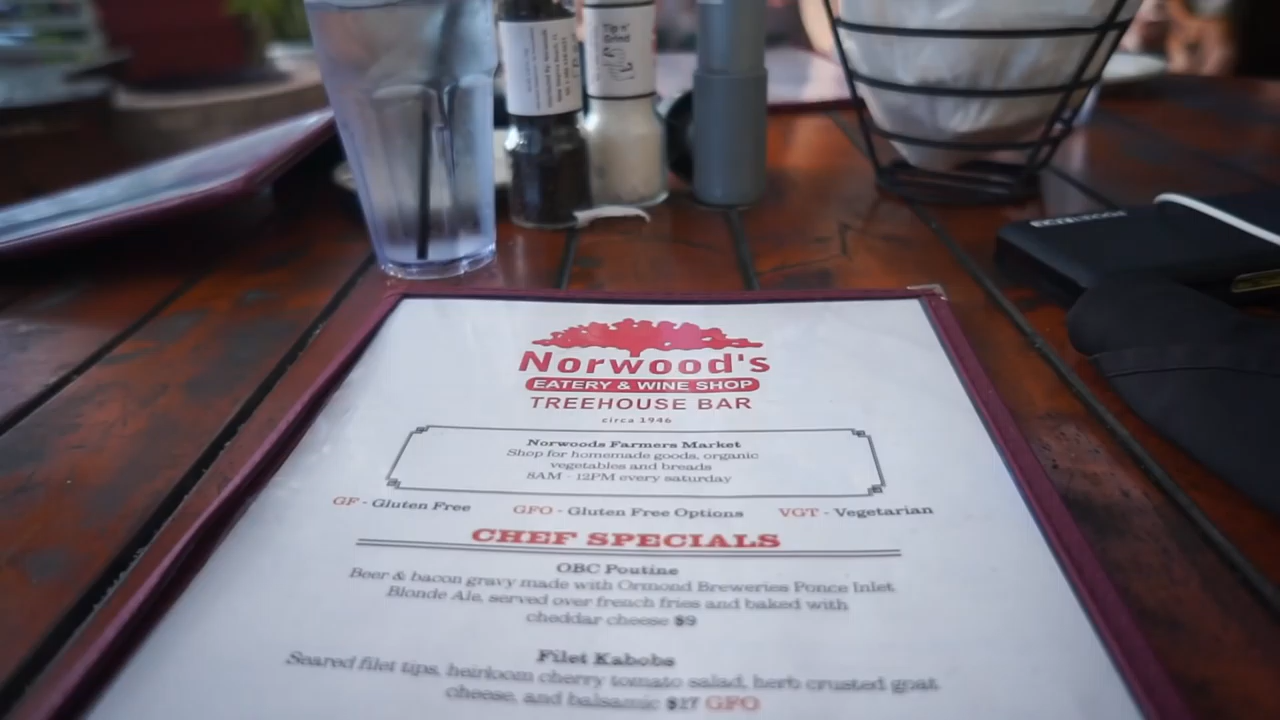 Tip n'
Grind
Norwood's
EATERY & WINE SHOP
TREEHOUSE BAR
circa 1946
Norwoods Farmers Market
Shop for homemade goods, organic
vegetables and breads
8AM - 12PM every saturday
GF - Gluten Free GFO - Gluten Free Options VGT - Vegetarian
CHEF SPECIALS
OBC Poutine
Beer & bacon gravy made with Ormond Breweries Ponce Inlet
Blonde Ale, served over french fries and baked with
cheddar cheese $9
Filet Kabobs
Seared filet tips, heirloom cherry tomato salad, herb crusted goat
cheese, and balsamic $17 GFO